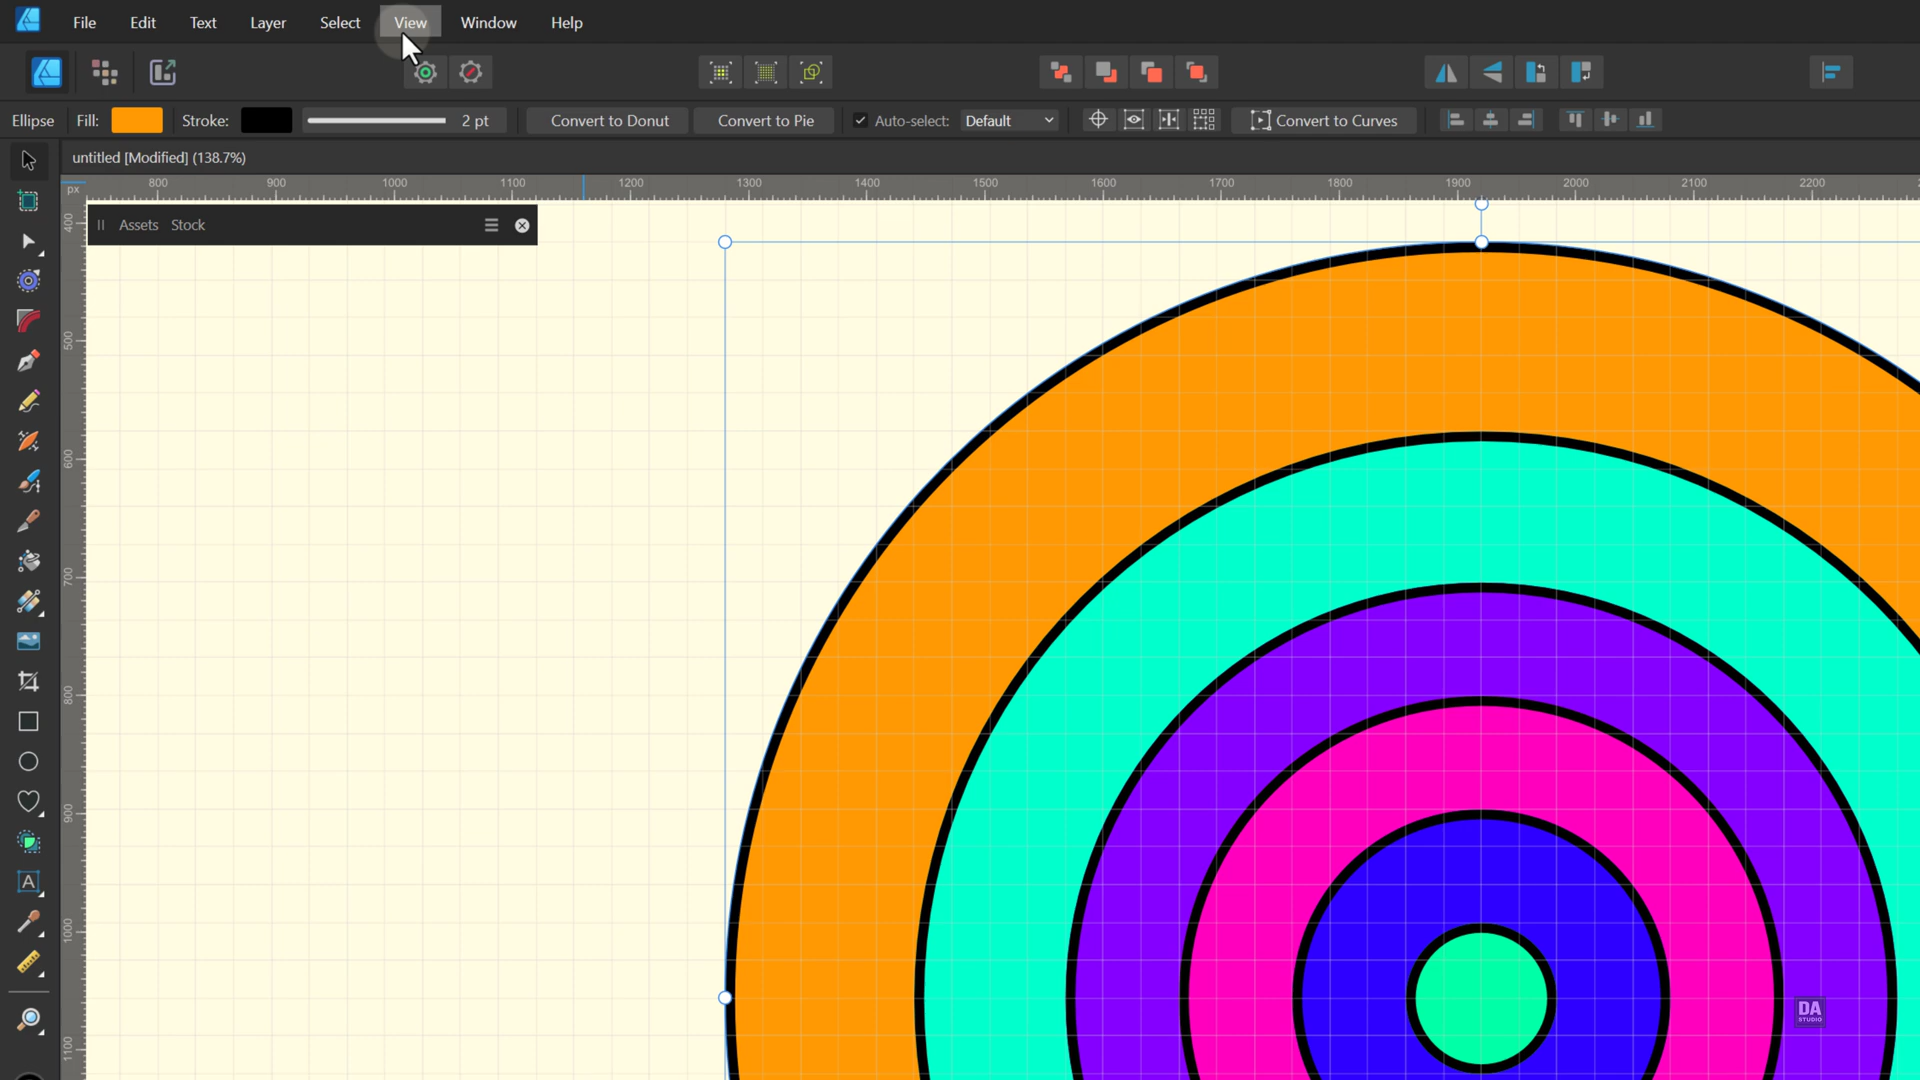 File Edit Text Layer Select View Window Help
Ellipse Fill: Stroke: 2 pt Convert to Donut Convert to Pie Auto-select: Default Convert to Curves
untitled [Modified] (138.7%)
px 800 900 1000 1100 1200 1300 1400 1500 1600 1700 1800 1900 2000 2100 2200
Assets Stock
400
500
600
700
800
900
1000
1100
DA
STUDIO